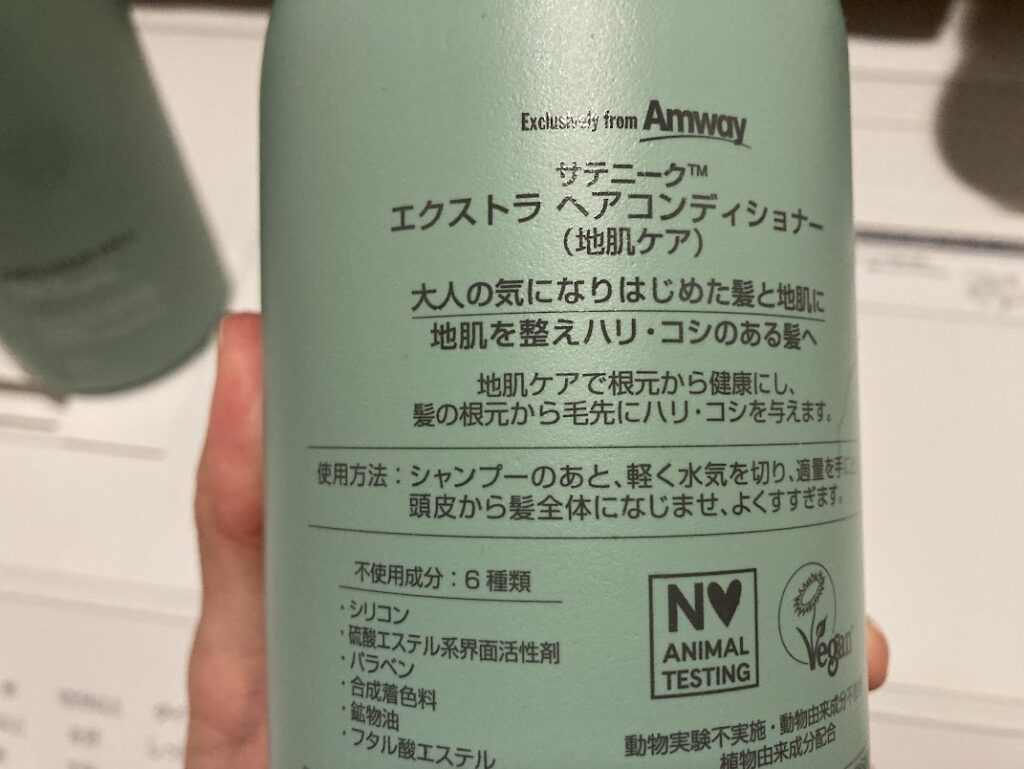 Exclusively from Amway
サテニーク™
エクストラ ヘアコンディショナー
(地肌ケア)
大人の気になりはじめた髪と地肌に
地肌を整えハリ・コシのある髪へ
地肌ケアで根元から健康にし、
髪の根元から毛先にハリ・コシを与えます。
使用方法:シャンプーのあと、軽く水気を切り、適量を手に
頭皮から髪全体になじませ、よくすすぎます。
不使用成分:6種類
・シリコン
・硫酸エステル系界面活性剤
・パラベン
・合成着色料
・鉱物油
・フタル酸エステル
NO
ANIMAL
TESTING
Vegan
動物実験不実施・動物由来成分不
植物由来成分配合